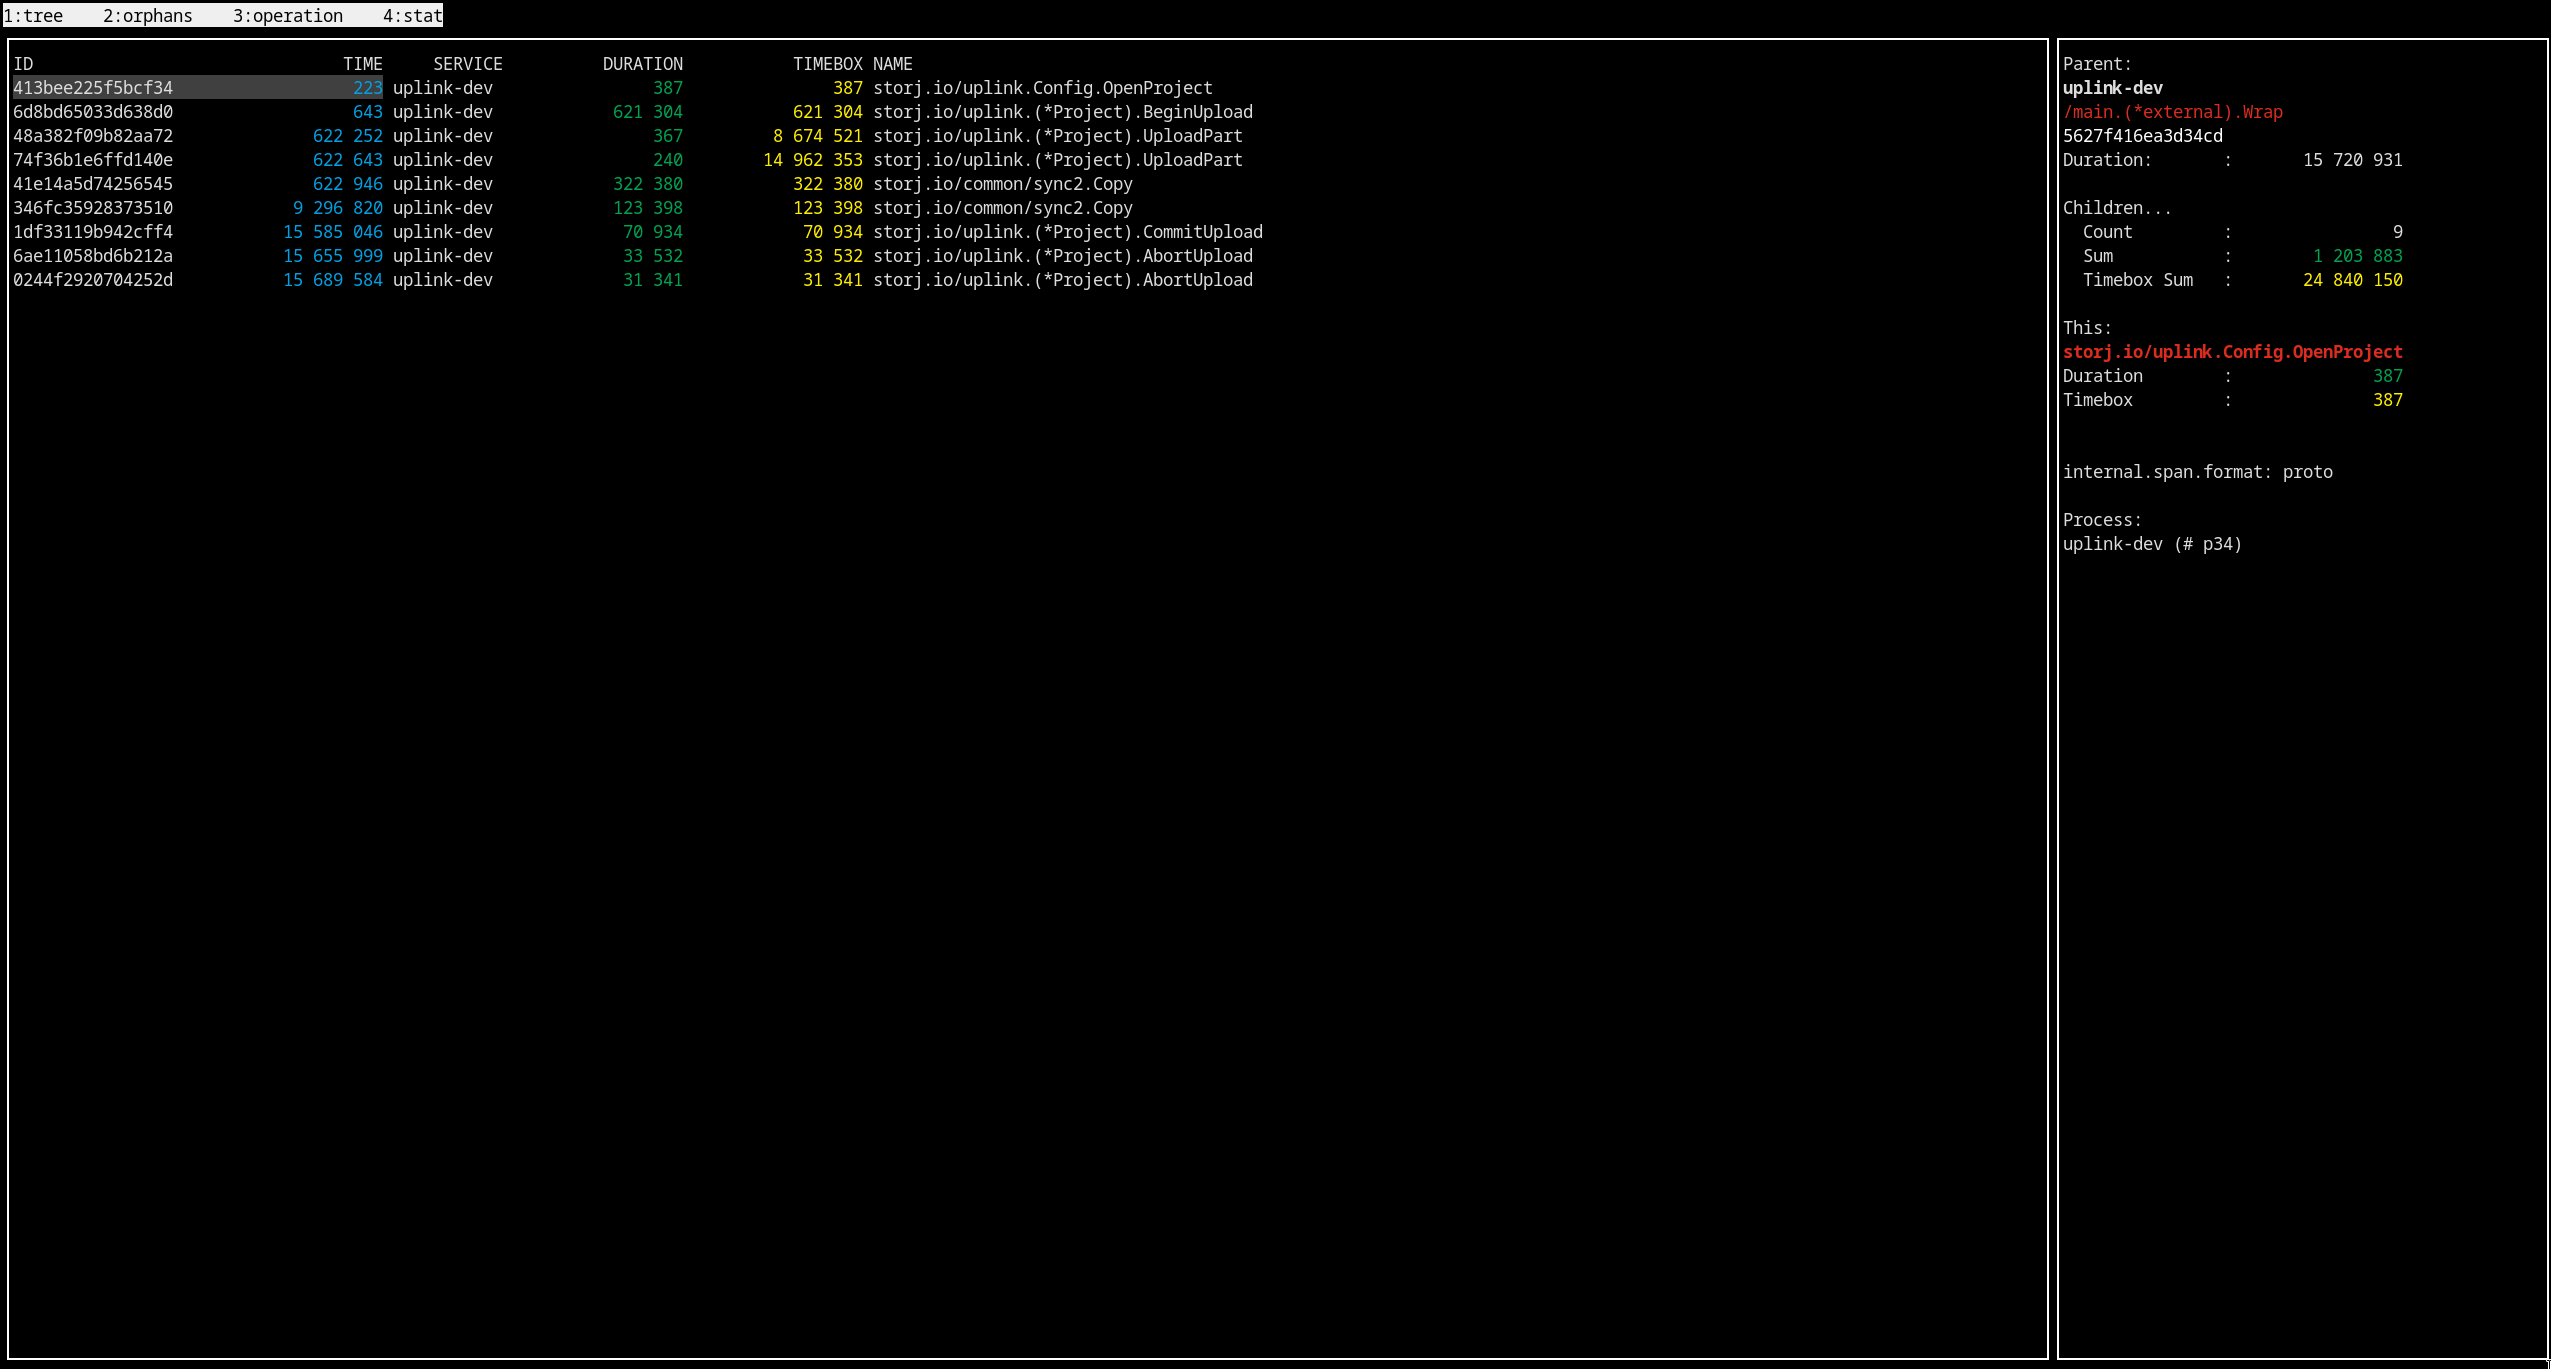 1:tree    2:orphans    3:operation    4:stat
ID                               TIME     SERVICE          DURATION           TIMEBOX NAME
413bee225f5bcf34                  223 uplink-dev                387               387 storj.io/uplink.Config.OpenProject
6d8bd65033d638d0                  643 uplink-dev            621 304           621 304 storj.io/uplink.(*Project).BeginUpload
48a382f09b82aa72              622 252 uplink-dev                367         8 674 521 storj.io/uplink.(*Project).UploadPart
74f36b1e6ffd140e              622 643 uplink-dev                240        14 962 353 storj.io/uplink.(*Project).UploadPart
41e14a5d74256545              622 946 uplink-dev            322 380           322 380 storj.io/common/sync2.Copy
346fc35928373510            9 296 820 uplink-dev            123 398           123 398 storj.io/common/sync2.Copy
1df33119b942cff4           15 585 046 uplink-dev             70 934            70 934 storj.io/uplink.(*Project).CommitUpload
6ae11058bd6b212a           15 655 999 uplink-dev             33 532            33 532 storj.io/uplink.(*Project).AbortUpload
0244f2920704252d           15 689 584 uplink-dev             31 341            31 341 storj.io/uplink.(*Project).AbortUpload
Parent:
uplink-dev
/main.(*external).Wrap
5627f416ea3d34cd
Duration:       :       15 720 931
Children...
  Count         :                9
  Sum           :        1 203 883
  Timebox Sum   :       24 840 150
This:
storj.io/uplink.Config.OpenProject
Duration        :              387
Timebox         :              387
internal.span.format: proto
Process:
uplink-dev (# p34)